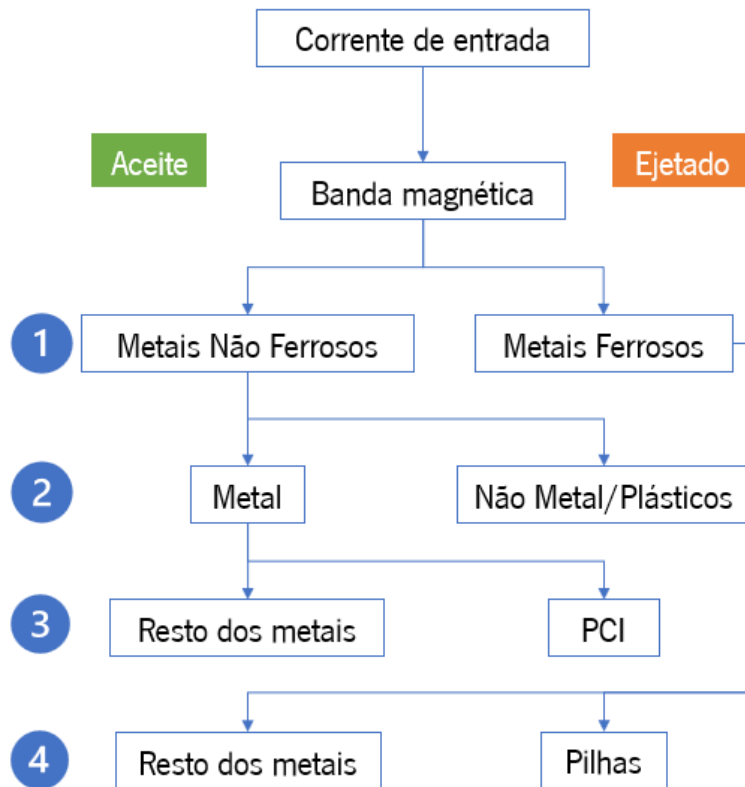 Corrente de entrada
Aceite
Ejetado
Banda magnética
1
Metais Não Ferrosos
Metais Ferrosos
2
Metal
Não Metal/Plásticos
3
Resto dos metais
PCI
4
Resto dos metais
Pilhas